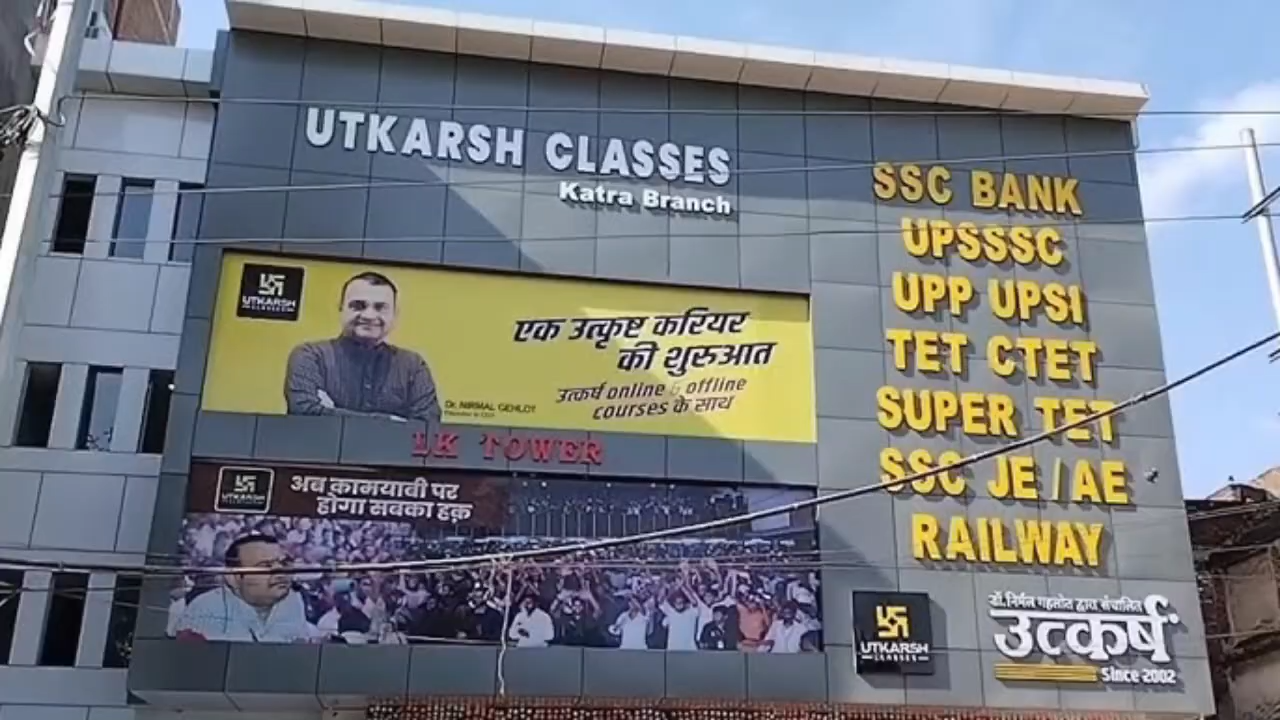 UTKARSH CLASSES
Katra Branch
SSC BANK
UPSSSC
UPP UPSI
TET CTET
SUPER TET
SSC JE / AE
RAILWAY
UTKARSH
CLASSES
एक उत्कृष्ट करियर
की शुरुआत
उत्कर्ष online & offline
courses के साथ
Dr. NIRMAL GEHLOT
LK TOWER
UTKARSH
CLASSES
अब कामयाबी पर
होगा सबका हक़
UTKARSH
CLASSES
डॉ. निर्मल गहलोत द्वारा संचालित
उत्कर्ष
Since 2002